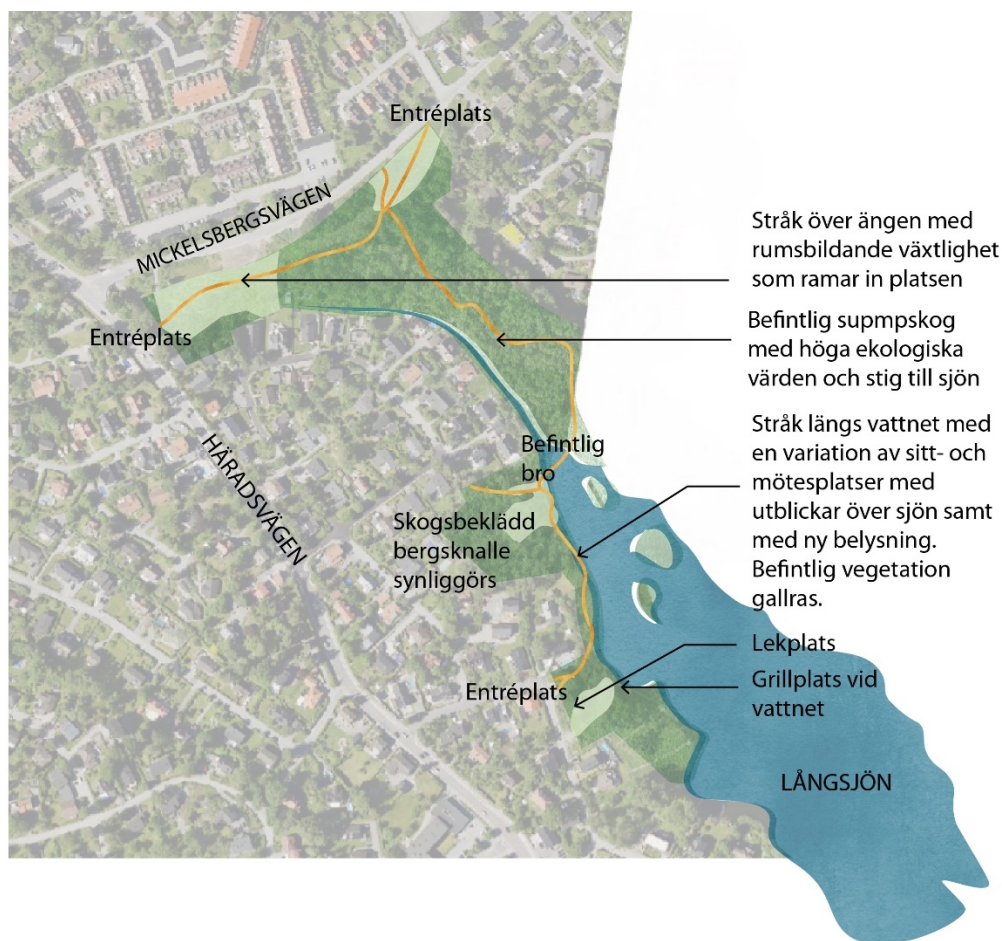 Entréplats
MICKELSBERGSVÄGEN
Entréplats
HÄRADSVÄGEN
Befintlig
bro
Skogsbeklädd
bergsknalle
synliggörs
Entréplats
Stråk över ängen med
rumsbildande växtlighet
som ramar in platsen
Befintlig supmpskog
med höga ekologiska
värden och stig till sjön
Stråk längs vattnet med
en variation av sitt- och
mötesplatser med
utblickar över sjön samt
med ny belysning.
Befintlig vegetation
gallras.
Lekplats
Grillplats vid
vattnet
LÅNGSJÖN